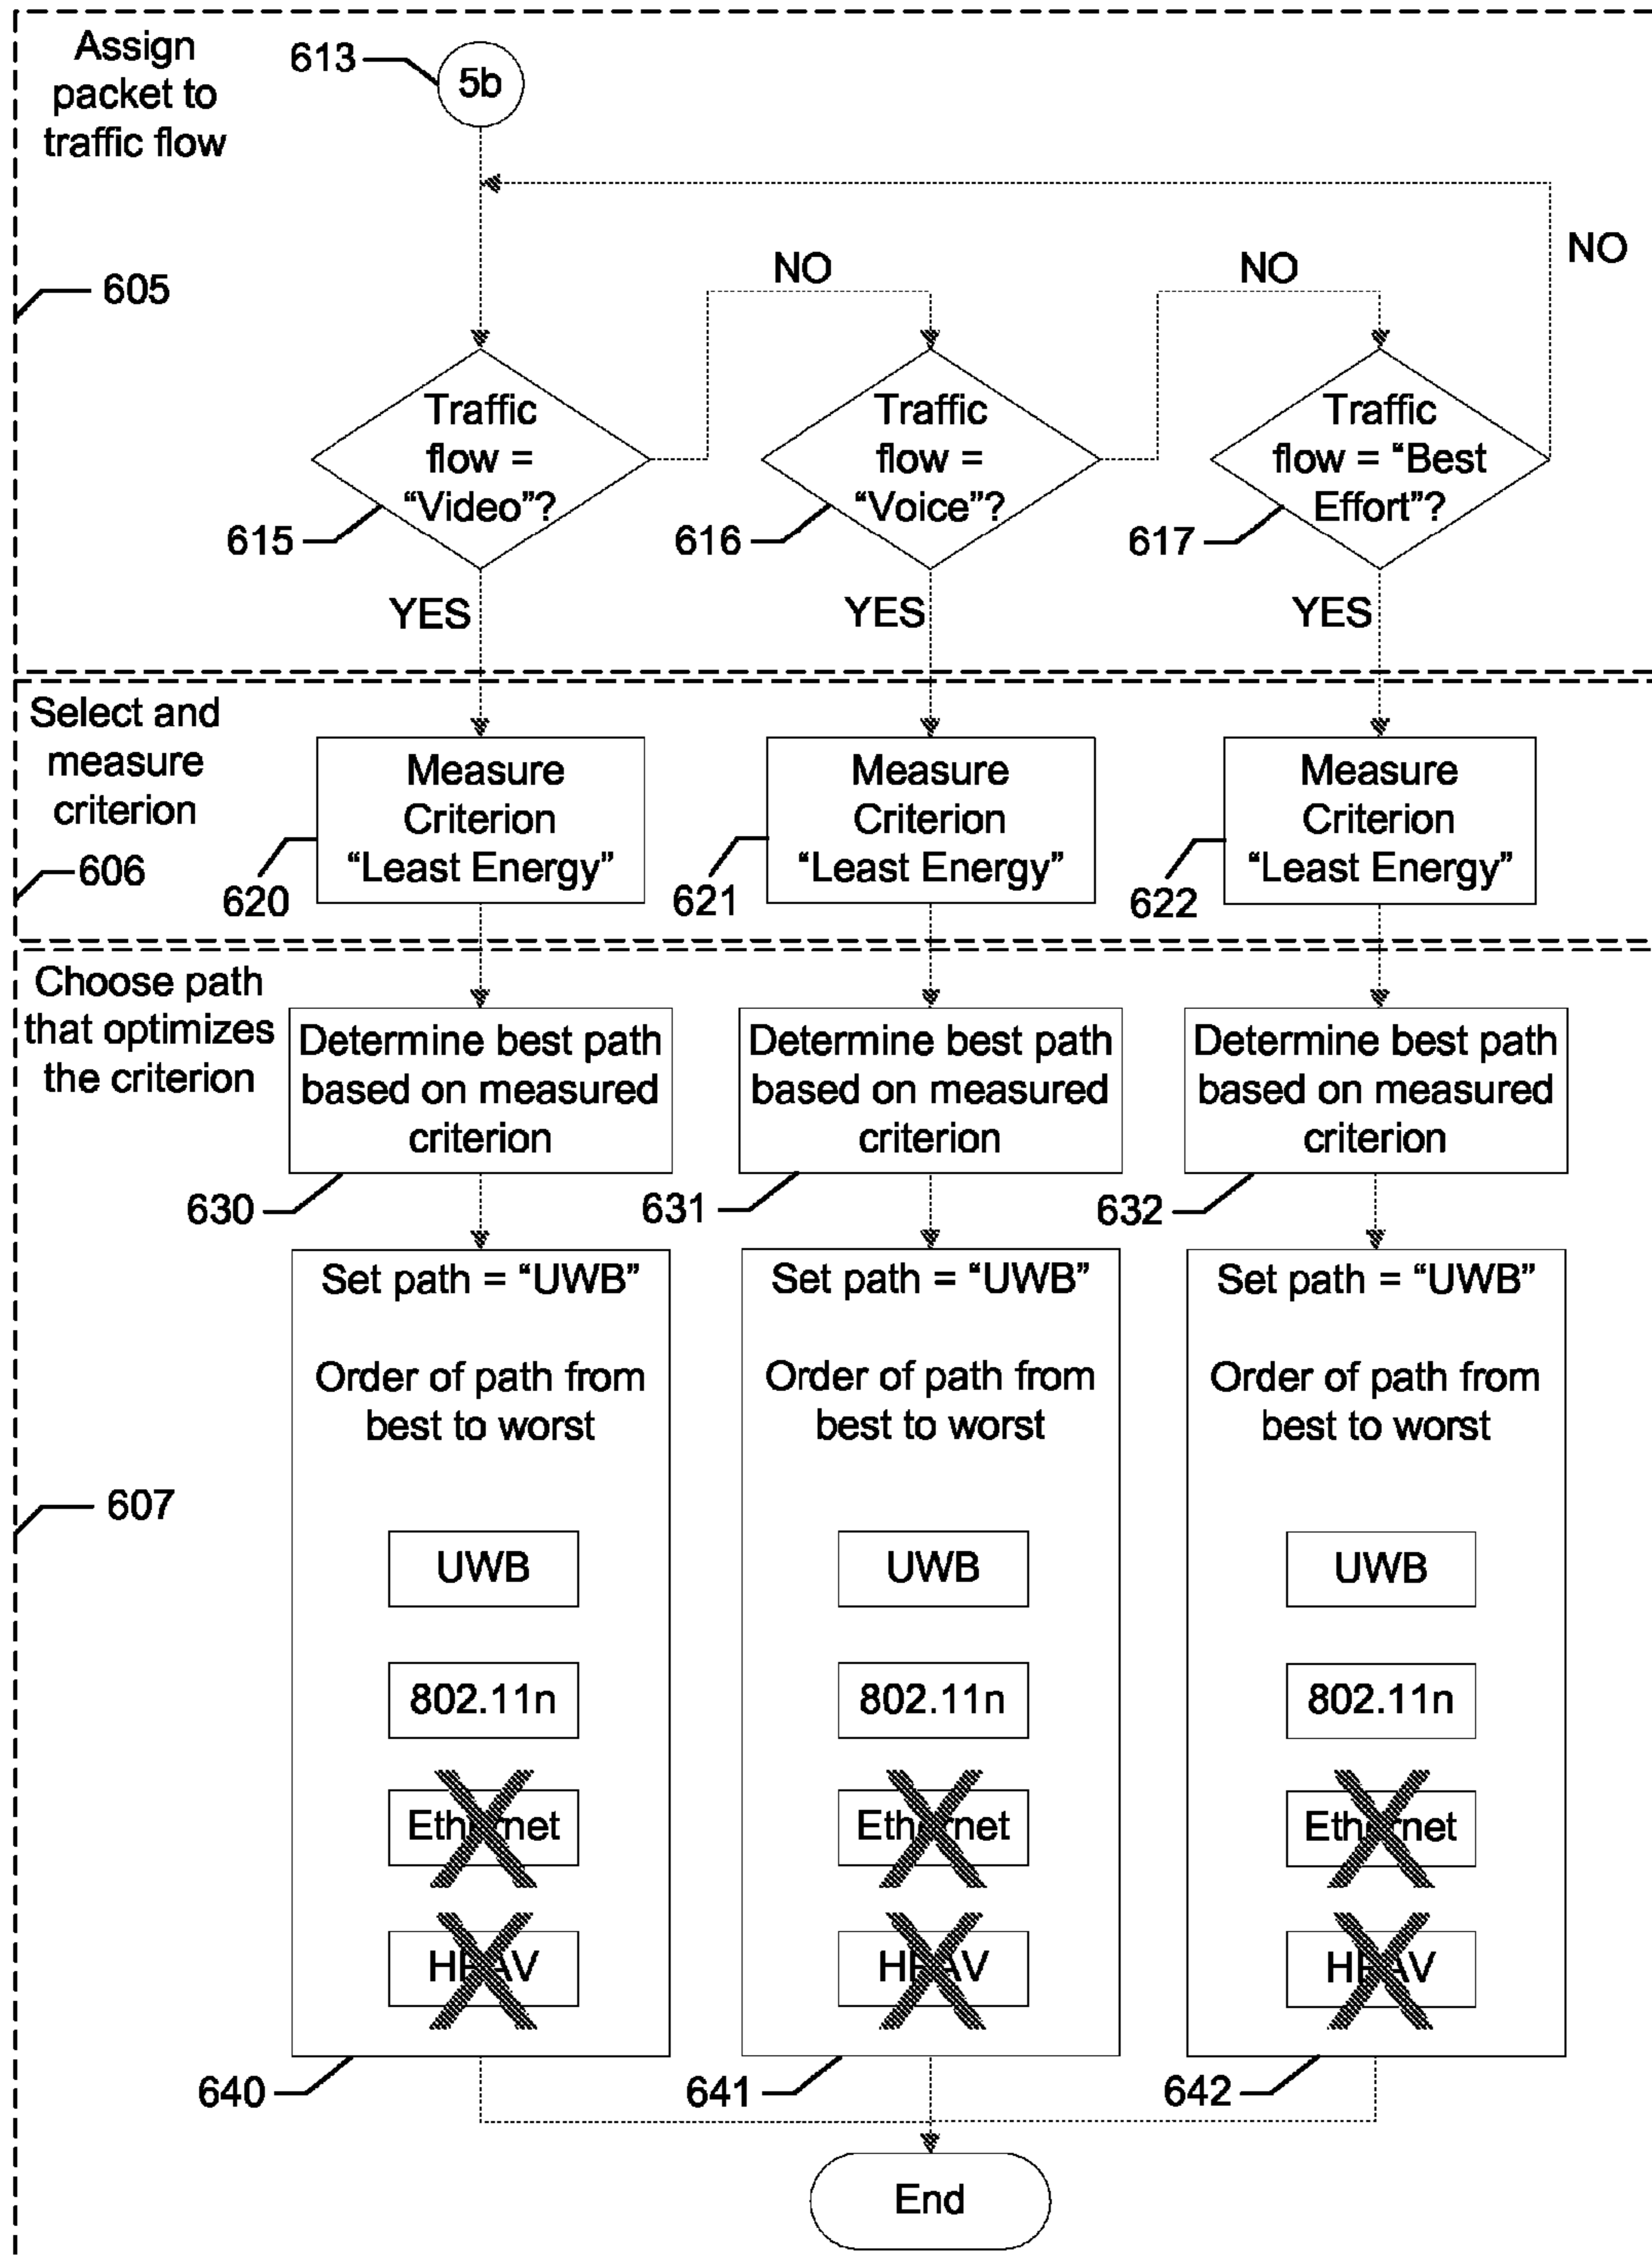 Assign
packet to
traffic flow
613
5b
NO
NO
NO
605
Traffic
flow =
“Video”?
Traffic
flow =
“Voice”?
Traffic
flow = “Best
Effort”?
615
616
617
YES
YES
YES
Select and
measure
criterion
606
Measure
Criterion
“Least Energy”
Measure
Criterion
“Least Energy”
Measure
Criterion
“Least Energy”
620
621
622
Choose path
that optimizes
the criterion
Determine best path
based on measured
criterion
Determine best path
based on measured
criterion
Determine best path
based on measured
criterion
630
631
632
607
Set path = “UWB”
Order of path from
best to worst
UWB
802.11n
Ethernet
HPAV
Set path = “UWB”
Order of path from
best to worst
UWB
802.11n
Ethernet
HPAV
Set path = “UWB”
Order of path from
best to worst
UWB
802.11n
Ethernet
HPAV
640
641
642
End